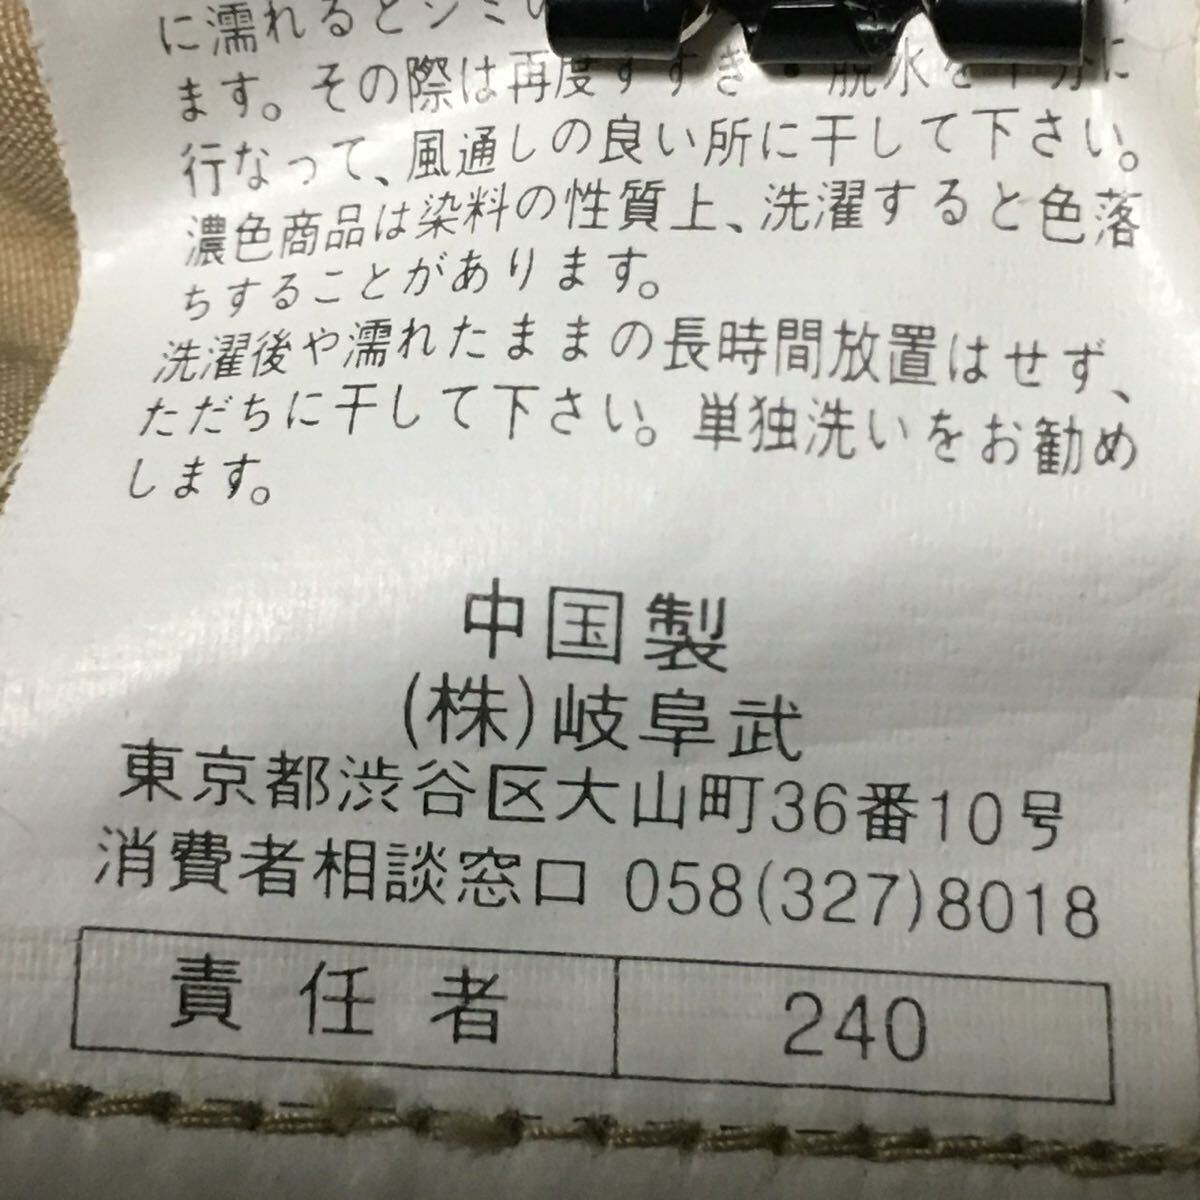 に濡れるとシミ
ます。その際は再度すすぎ・脱水を十分に
行なって、風通しの良い所に干して下さい。
濃色商品は染料の性質上、洗濯すると色落
ちすることがあります。
洗濯後や濡れたままの長時間放置はせず、
ただちに干して下さい。単独洗いをお勧め
します。
中国製
(株)岐阜武
東京都渋谷区大山町36番10号
消費者相談窓口 058(327)8018
責任者 240